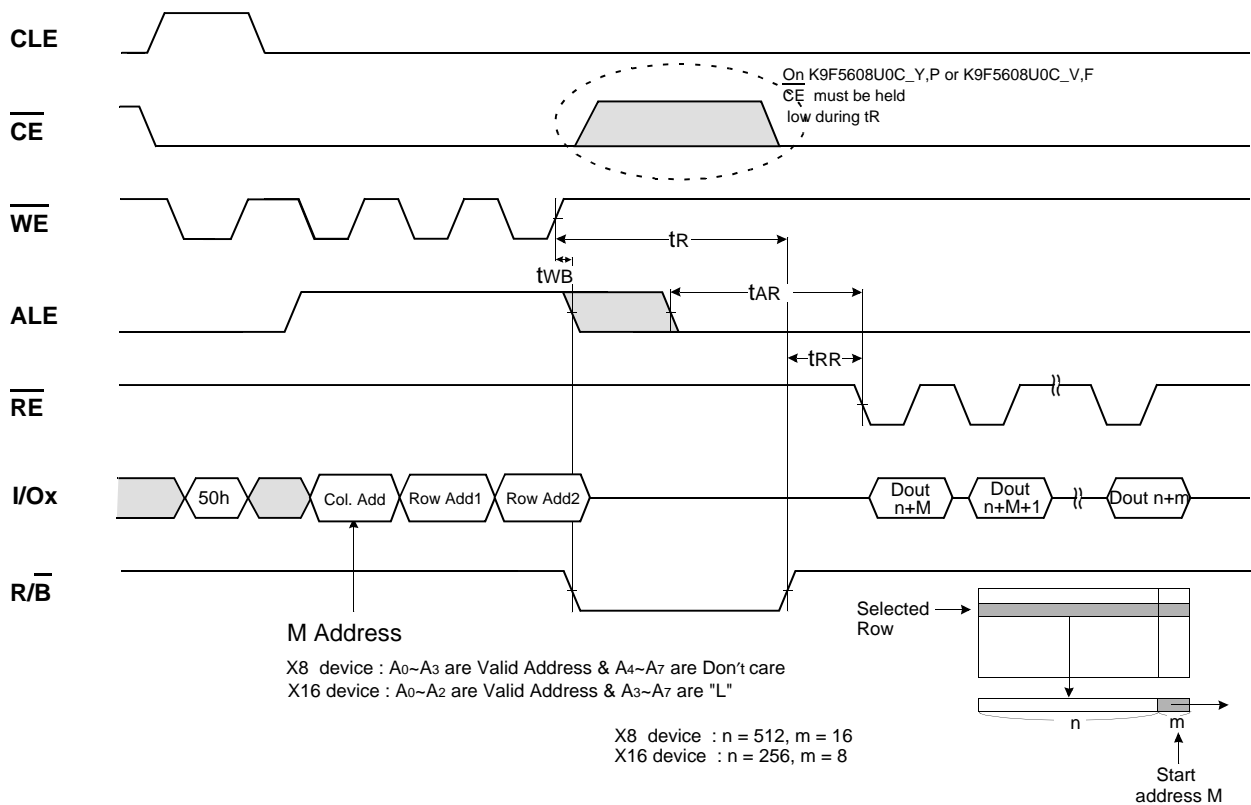 CLE
On K9F5608U0C_Y,P or K9F5608U0C_V,F
CE must be held
low during tR
CE
WE
tR
tWB
tAR
ALE
tRR
RE
I/Ox
50h
Col. Add
Row Add1
Row Add2
Dout
n+M
Dout
n+M+1
Dout n+m
R/B
M Address
X8 device : A0~A3 are Valid Address & A4~A7 are Don't care
X16 device : A0~A2 are Valid Address & A3~A7 are "L"
Selected
Row
n
m
X8 device : n = 512, m = 16
X16 device : n = 256, m = 8
Start
address M